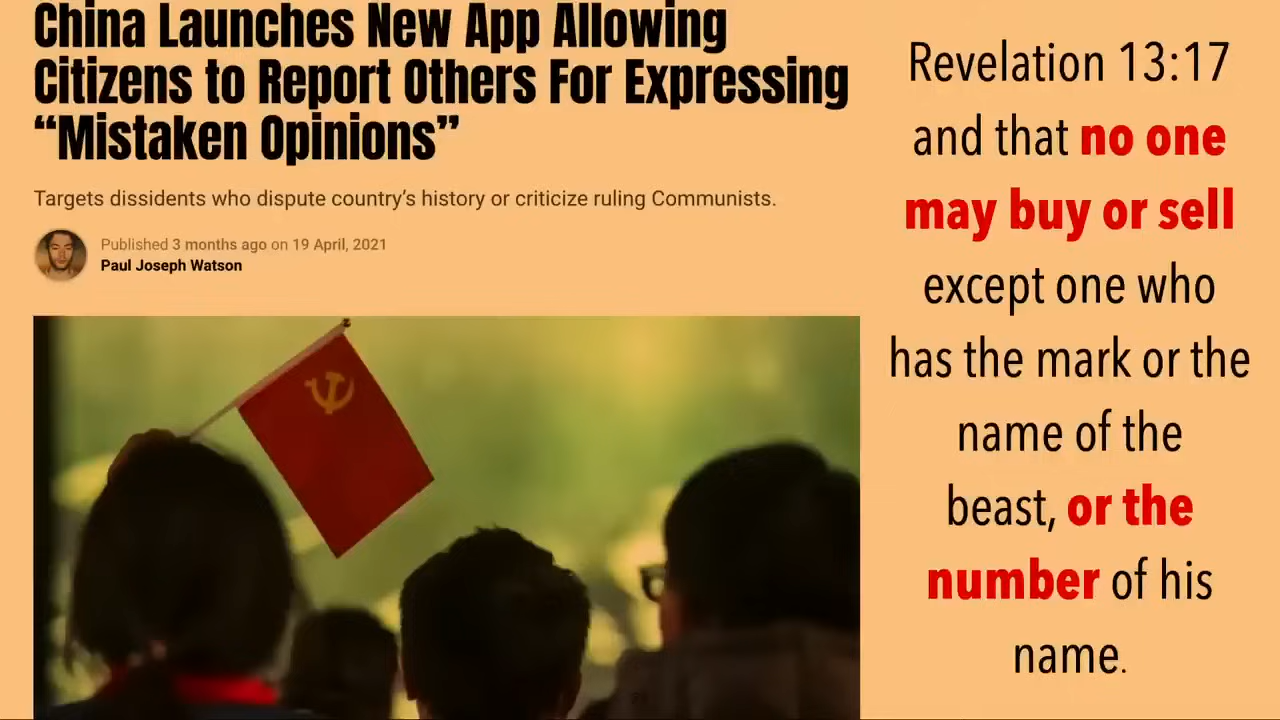 China Launches New App Allowing
Citizens to Report Others For Expressing
“Mistaken Opinions”
Targets dissidents who dispute country’s history or criticize ruling Communists.
Published 3 months ago on 19 April, 2021
Paul Joseph Watson
Revelation 13:17
and that no one
may buy or sell
except one who
has the mark or the
name of the
beast, or the
number of his
name.